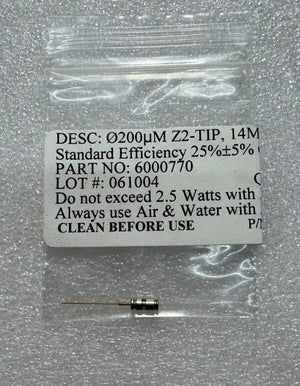 DESC: Ø200µM Z2-TIP, 14M
Standard Efficiency 25%±5%
PART NO: 6000770
LOT #: 061004
Do not exceed 2.5 Watts with
Always use Air & Water with
CLEAN BEFORE USE